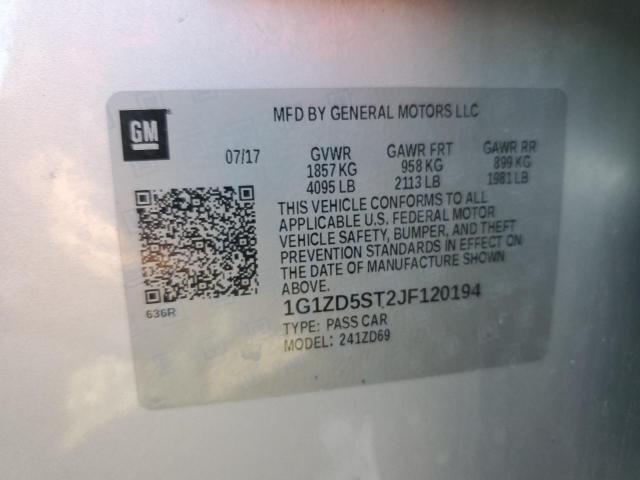 GM
MFD BY GENERAL MOTORS LLC
07/17 GVWR GAWR FRT GAWR RR
1857 KG 958 KG 899 KG
4095 LB 2113 LB 1981 LB
THIS VEHICLE CONFORMS TO ALL
APPLICABLE U.S. FEDERAL MOTOR
VEHICLE SAFETY, BUMPER, AND THEFT
PREVENTION STANDARDS IN EFFECT ON
THE DATE OF MANUFACTURE SHOWN
ABOVE.
1G1ZD5ST2JF120194
636R
TYPE: PASS CAR
MODEL: 241ZD69